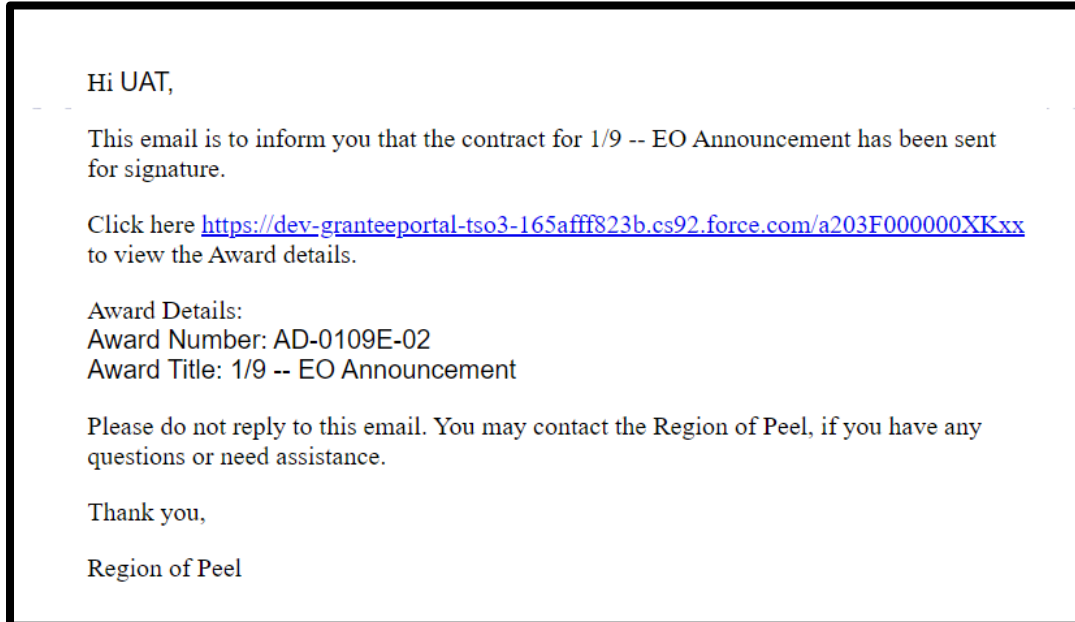 Hi UAT,
This email is to inform you that the contract for 1/9 -- EO Announcement has been sent
for signature.
Click here https://dev-granteeportal-tso3-165afff823b.cs92.force.com/a203F000000XKxx
to view the Award details.
Award Details:
Award Number: AD-0109E-02
Award Title: 1/9 -- EO Announcement
Please do not reply to this email. You may contact the Region of Peel, if you have any
questions or need assistance.
Thank you,
Region of Peel